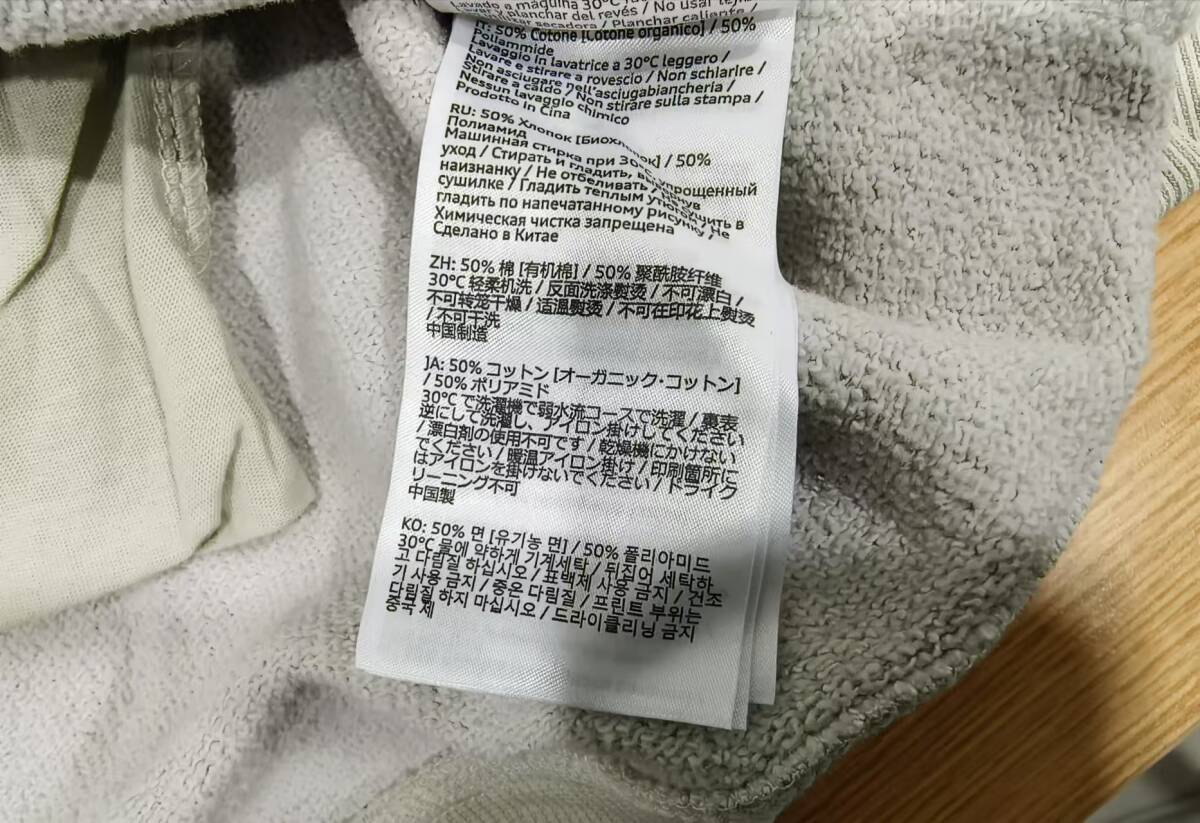 Lavado a máquina 30°C
planchar del revés / No usar
secadora / Planchar caliente
IT: 50% Cotone [Cotone organico] / 50%
Poliammide
Lavaggio in lavatrice a 30°C leggero /
Lavare e stirare a rovescio / Non schiarire /
Non asciugare nell'asciugabiancheria /
Stirare a caldo / Non stirare sulla stampa /
Nessun lavaggio chimico
Prodotto in Cina
RU: 50% Хлопок [Биохлопок] / 50%
Полиамид
Машинная стирка при 30°C, упрощенный
уход / Стирать и гладить, вывернув
наизнанку / Не отбеливать / Не сушить в
сушилке / Гладить теплым утюгом / Не
гладить по напечатанному рисунку /
Химическая чистка запрещена
Сделано в Китае
ZH: 50% 棉 [有机棉] / 50% 聚酰胺纤维
30°C 轻柔机洗 / 反面洗涤熨烫 / 不可漂白 /
不可转笼干燥 / 适温熨烫 / 不可在印花上熨烫
/ 不可干洗
中国制造
JA: 50% コットン [オーガニック·コットン]
/ 50% ポリアミド
30°C で洗濯機で弱水流コースで洗濯 / 裏表
逆にして洗濯し、アイロン掛けしてください
/ 漂白剤の使用不可です / 乾燥機にかけない
でください / 暖温アイロン掛け / 印刷箇所に
はアイロンを掛けないでください / ドライク
リーニング不可
中国製
KO: 50% 면 [유기농 면] / 50% 폴리아미드
30°C 물에 약하게 기계세탁 / 뒤집어 세탁하
고 다림질 하십시오 / 표백제 사용 금지 / 건조
기 사용 금지 / 중온 다림질 / 프린트 부위는
다림질 하지 마십시오 / 드라이클리닝 금지
중국 제